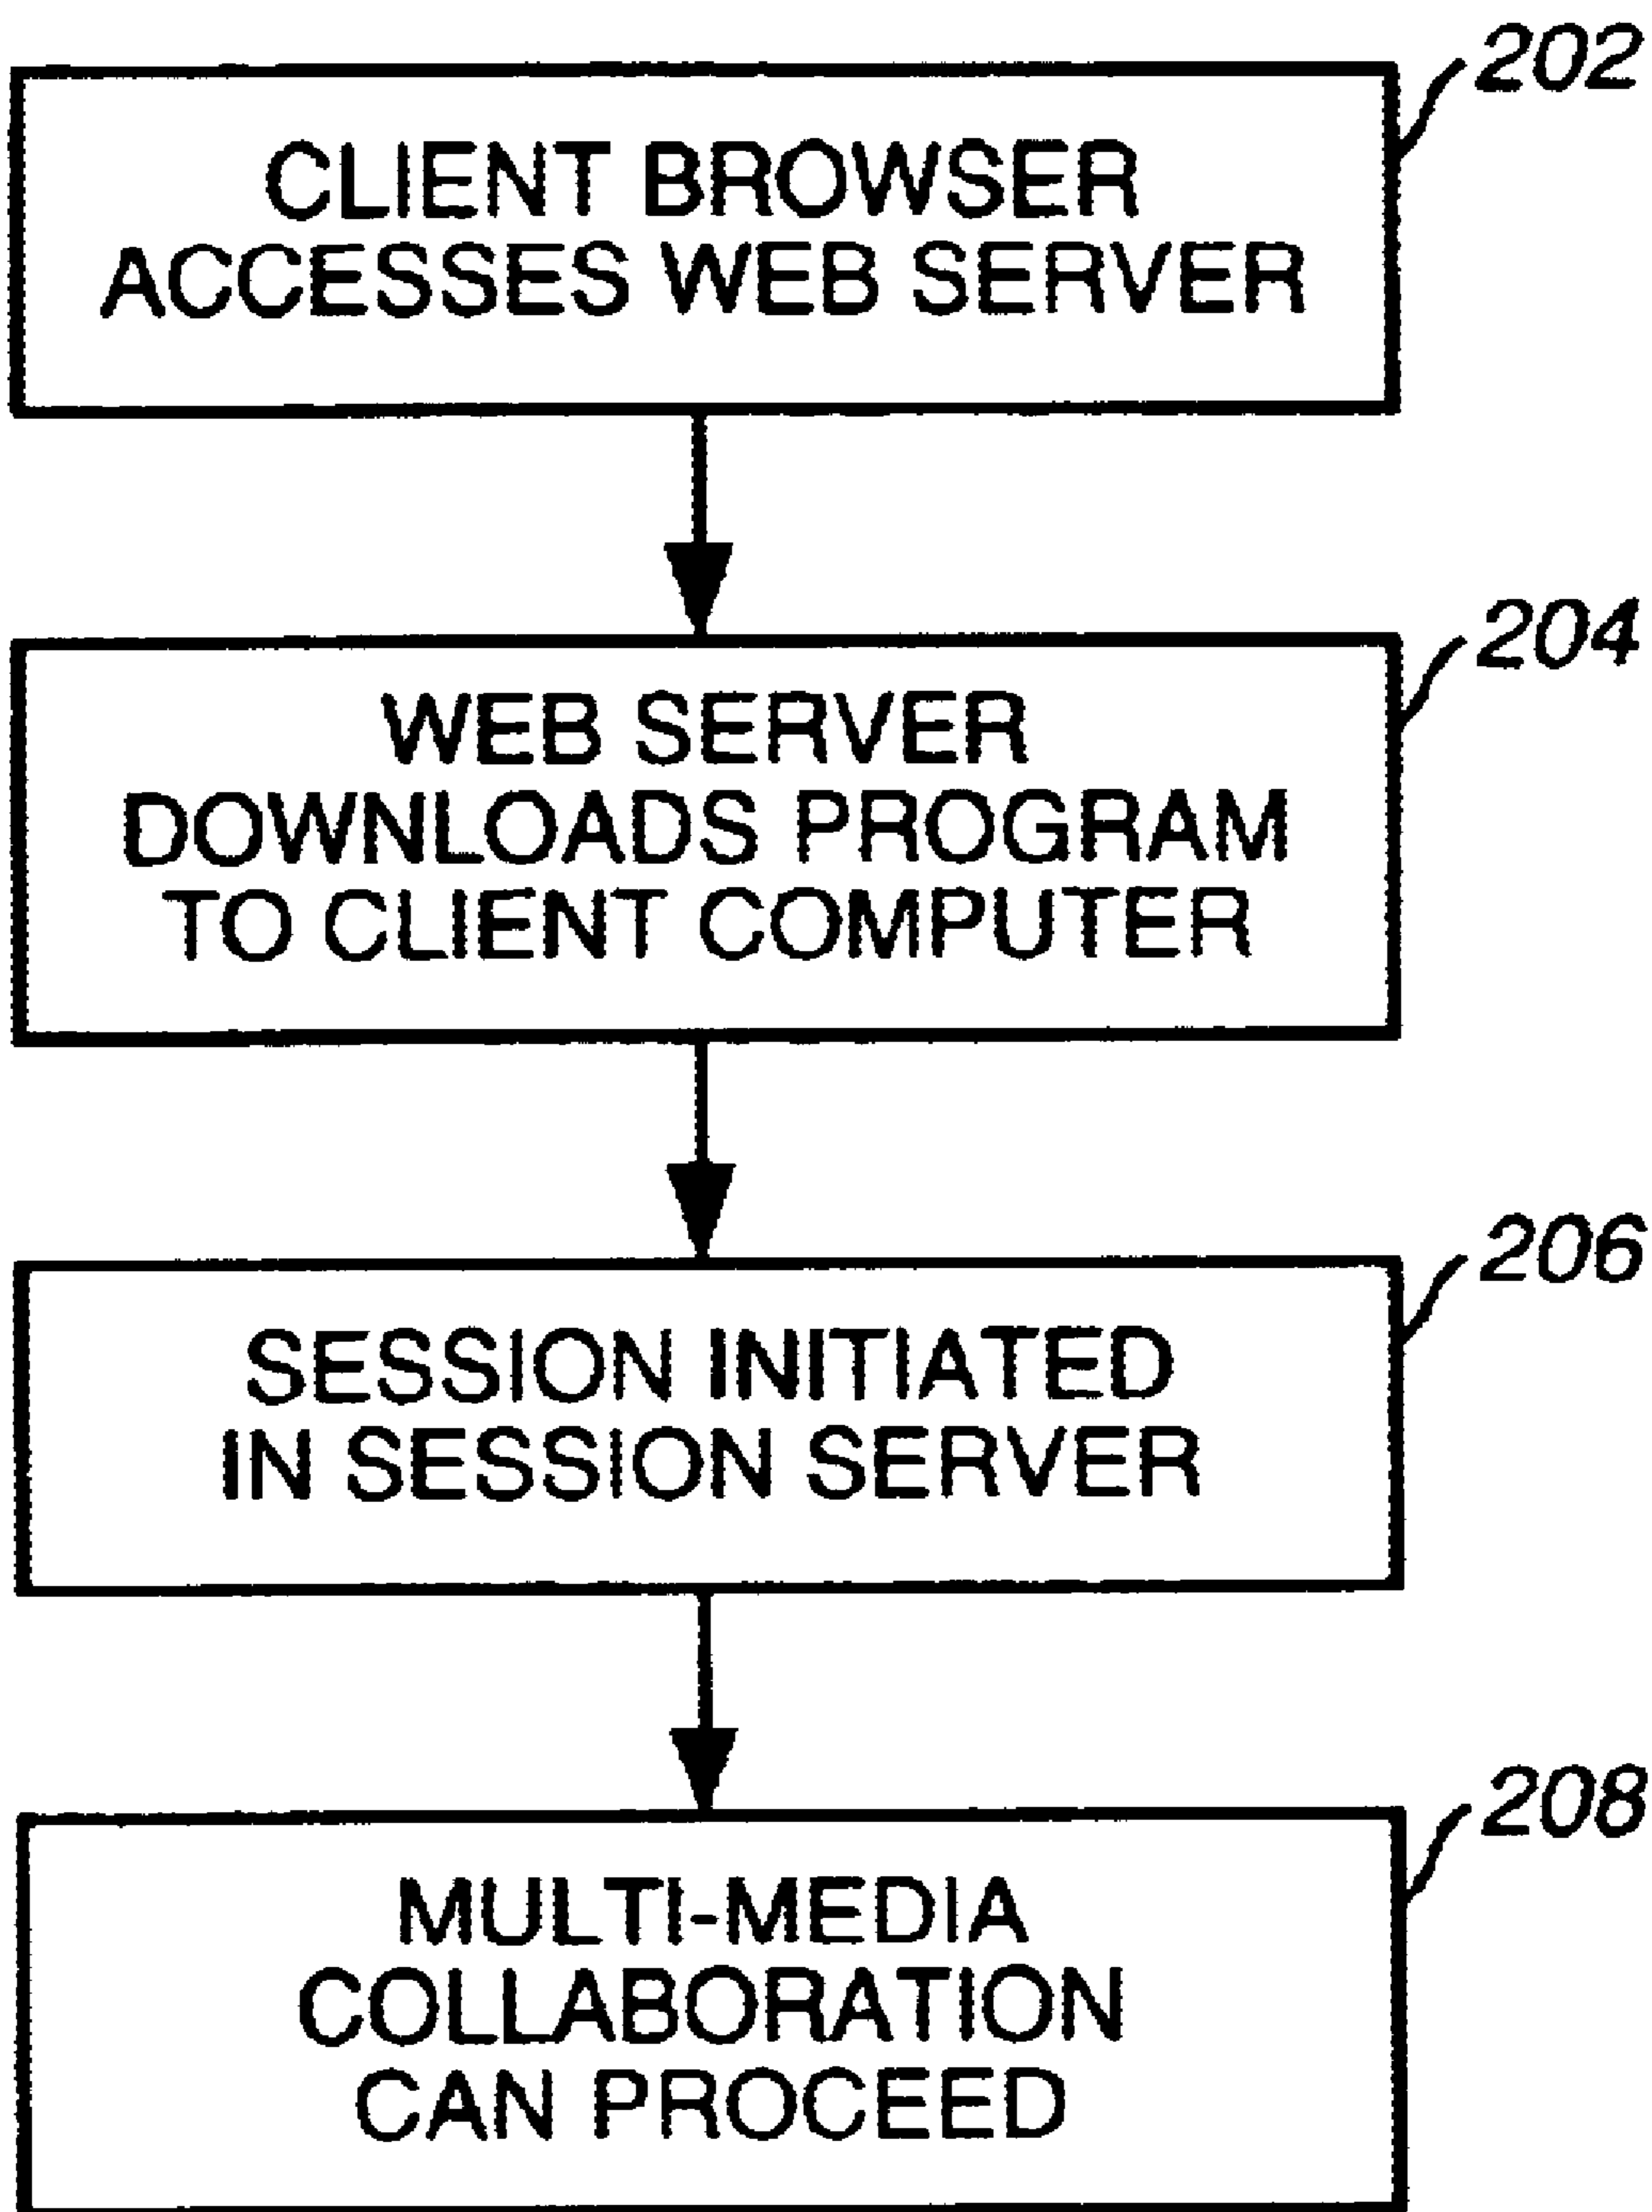 202
CLIENT BROWSER
ACCESSES WEB SERVER
204
WEB SERVER
DOWNLOADS PROGRAM
TO CLIENT COMPUTER
206
SESSION INITIATED
IN SESSION SERVER
208
MULTI-MEDIA
COLLABORATION
CAN PROCEED